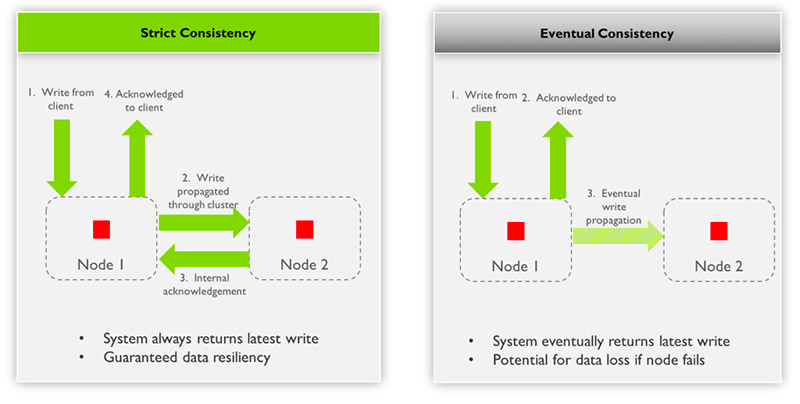 Strict Consistency
1. Write from
client
4. Acknowledged
to client
2. Write
propagated
through cluster
Node 1
Node 2
3. Internal
acknowledgement
• System always returns latest write
• Guaranteed data resiliency
Eventual Consistency
1. Write from
client
2. Acknowledged to
client
3. Eventual
write
propagation
Node 1
Node 2
• System eventually returns latest write
• Potential for data loss if node fails